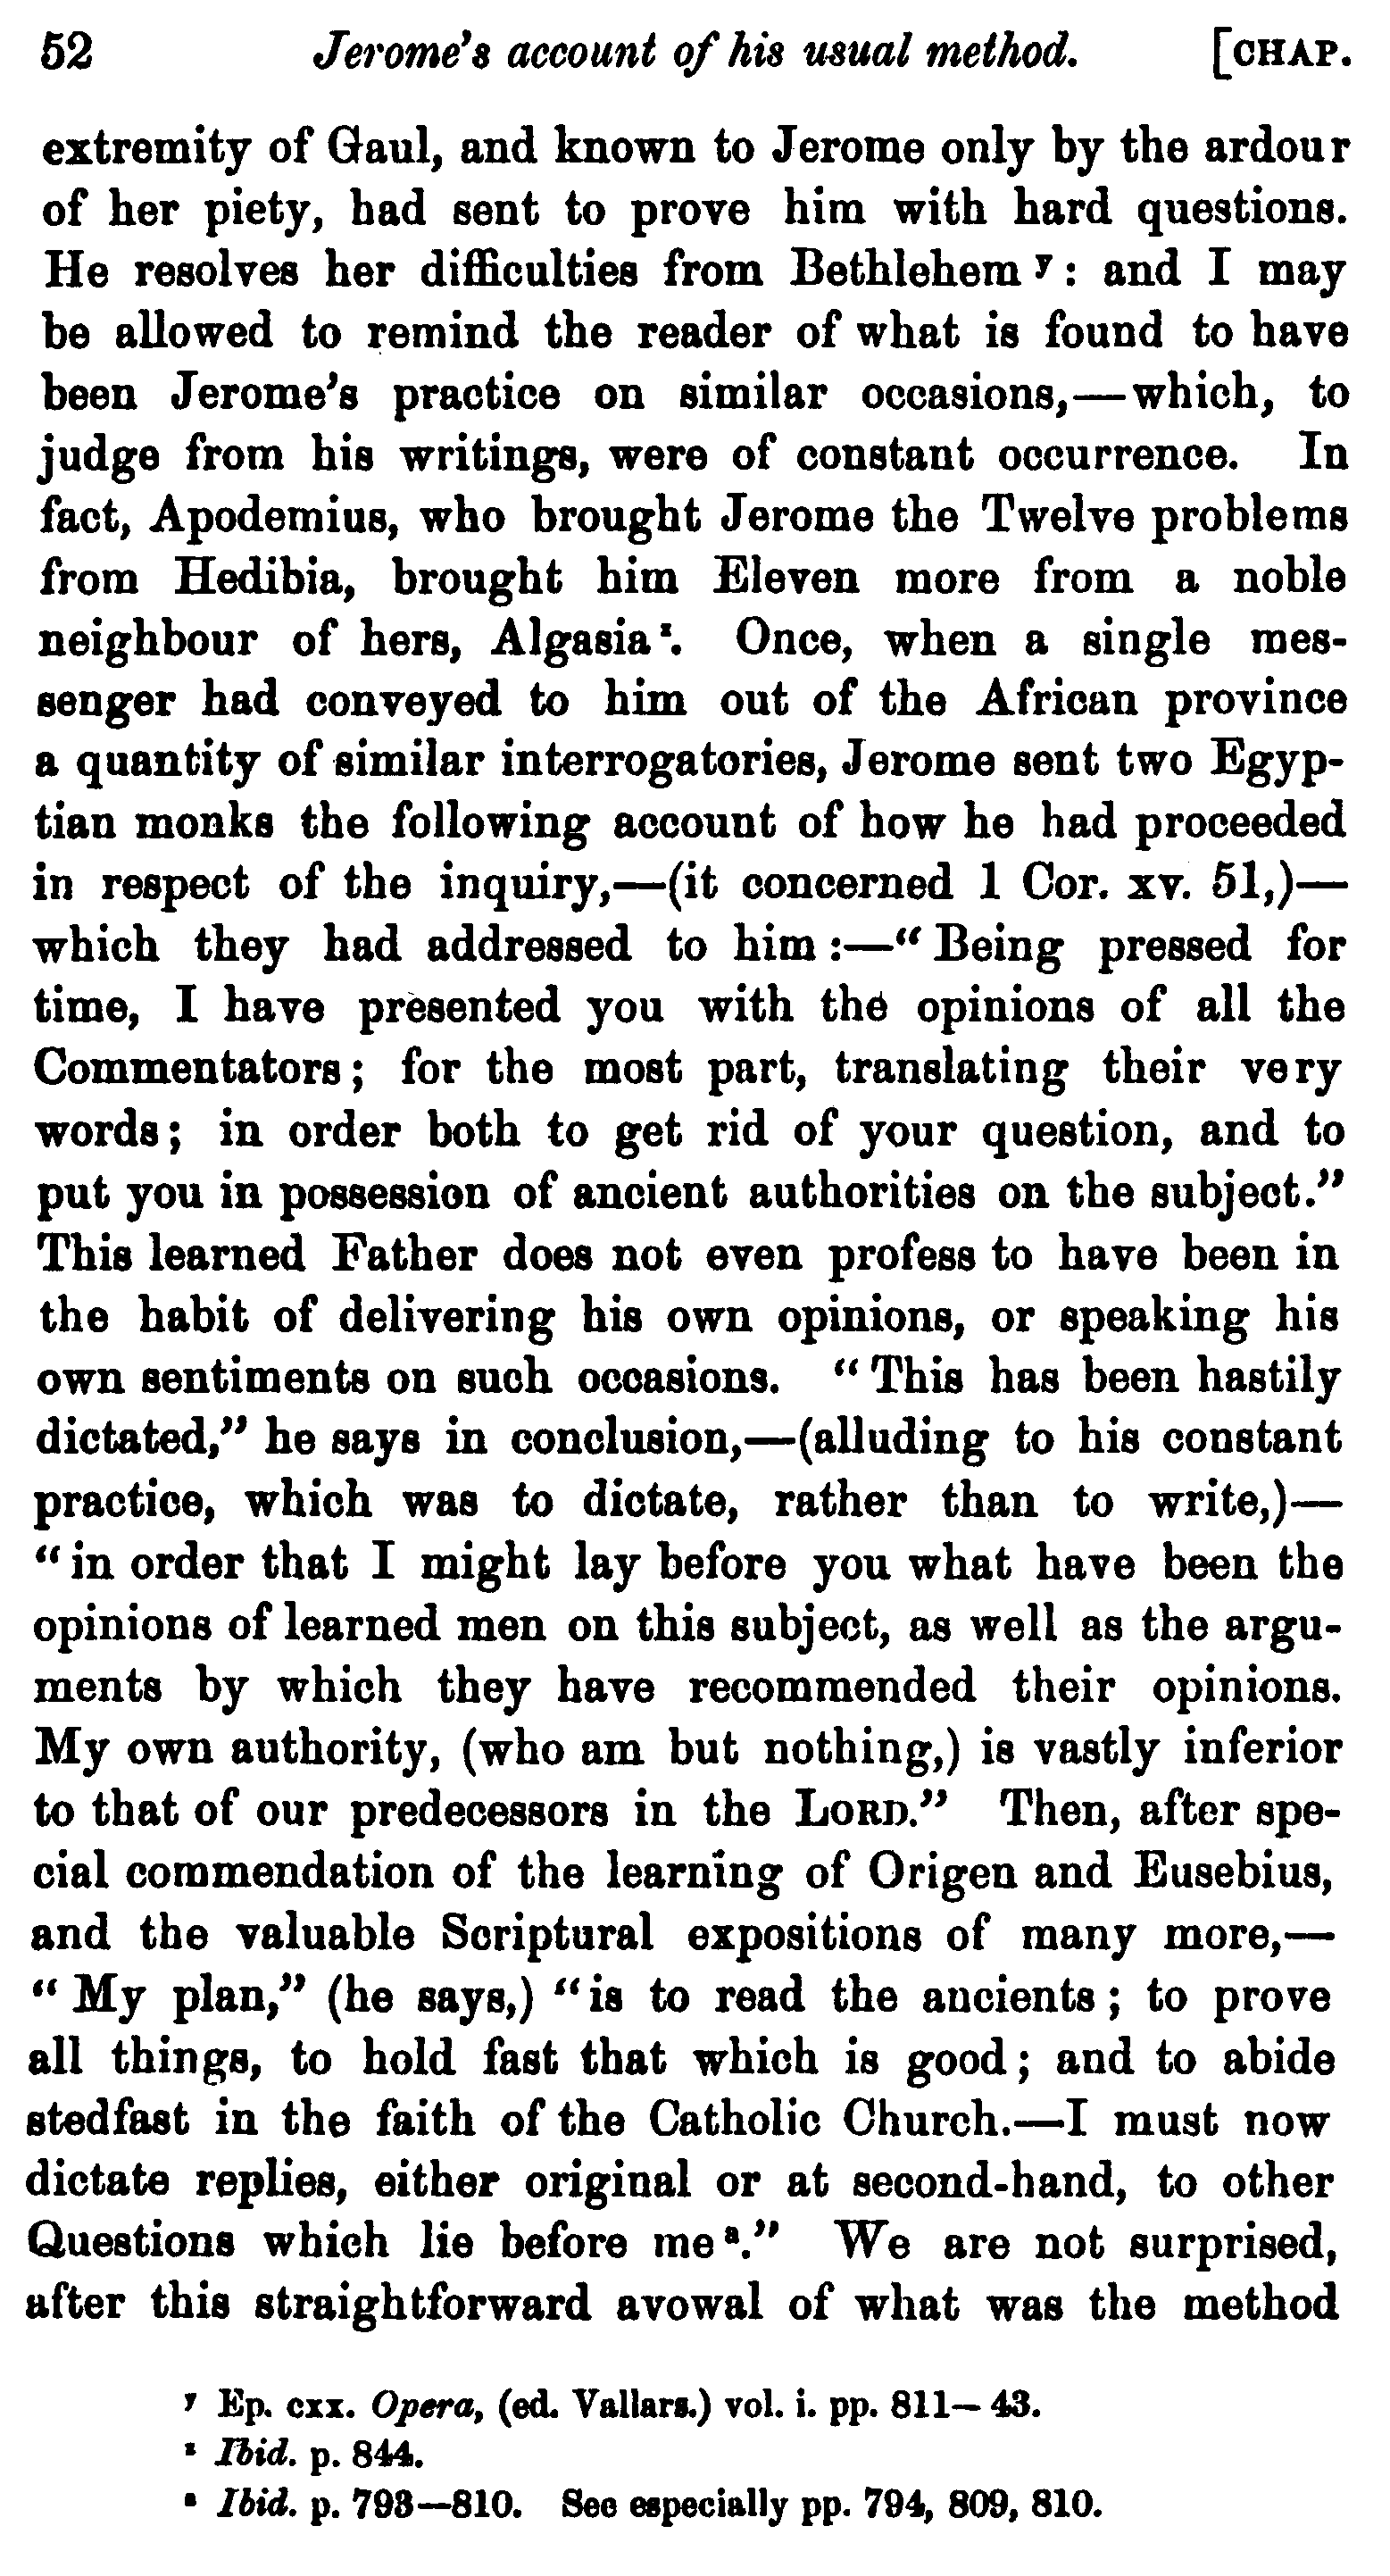 52 Jerome's account of his usual method. [CHAP.
extremity of Gaul, and known to Jerome only by the ardour
of her piety, had sent to prove him with hard questions.
He resolves her difficulties from Bethlehem ʸ: and I may
be allowed to remind the reader of what is found to have
been Jerome's practice on similar occasions,—which, to
judge from his writings, were of constant occurrence. In
fact, Apodemius, who brought Jerome the Twelve problems
from Hedibia, brought him Eleven more from a noble
neighbour of hers, Algasia ᶻ. Once, when a single mes-
senger had conveyed to him out of the African province
a quantity of similar interrogatories, Jerome sent two Egyp-
tian monks the following account of how he had proceeded
in respect of the inquiry,—(it concerned 1 Cor. xv. 51,)—
which they had addressed to him :—“ Being pressed for
time, I have presented you with the opinions of all the
Commentators; for the most part, translating their very
words; in order both to get rid of your question, and to
put you in possession of ancient authorities on the subject.”
This learned Father does not even profess to have been in
the habit of delivering his own opinions, or speaking his
own sentiments on such occasions. “ This has been hastily
dictated,” he says in conclusion,—(alluding to his constant
practice, which was to dictate, rather than to write,)—
“ in order that I might lay before you what have been the
opinions of learned men on this subject, as well as the argu-
ments by which they have recommended their opinions.
My own authority, (who am but nothing,) is vastly inferior
to that of our predecessors in the LORD.” Then, after spe-
cial commendation of the learning of Origen and Eusebius,
and the valuable Scriptural expositions of many more,—
“ My plan,” (he says,) “ is to read the ancients; to prove
all things, to hold fast that which is good; and to abide
stedfast in the faith of the Catholic Church.—I must now
dictate replies, either original or at second-hand, to other
Questions which lie before me ᵃ.” We are not surprised,
after this straightforward avowal of what was the method
ʸ Ep. cxx. Opera, (ed. Vallars.) vol. i. pp. 811—43.
ᶻ Ibid. p. 844.
ᵃ Ibid. p. 793—810. See especially pp. 794, 809, 810.